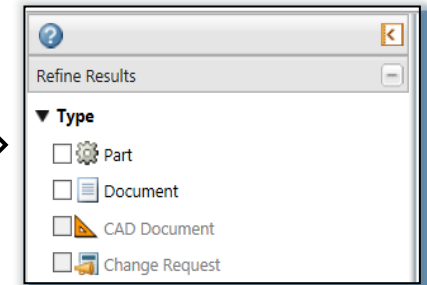 Refine Results
Type
Part
Document
CAD Document
Change Request